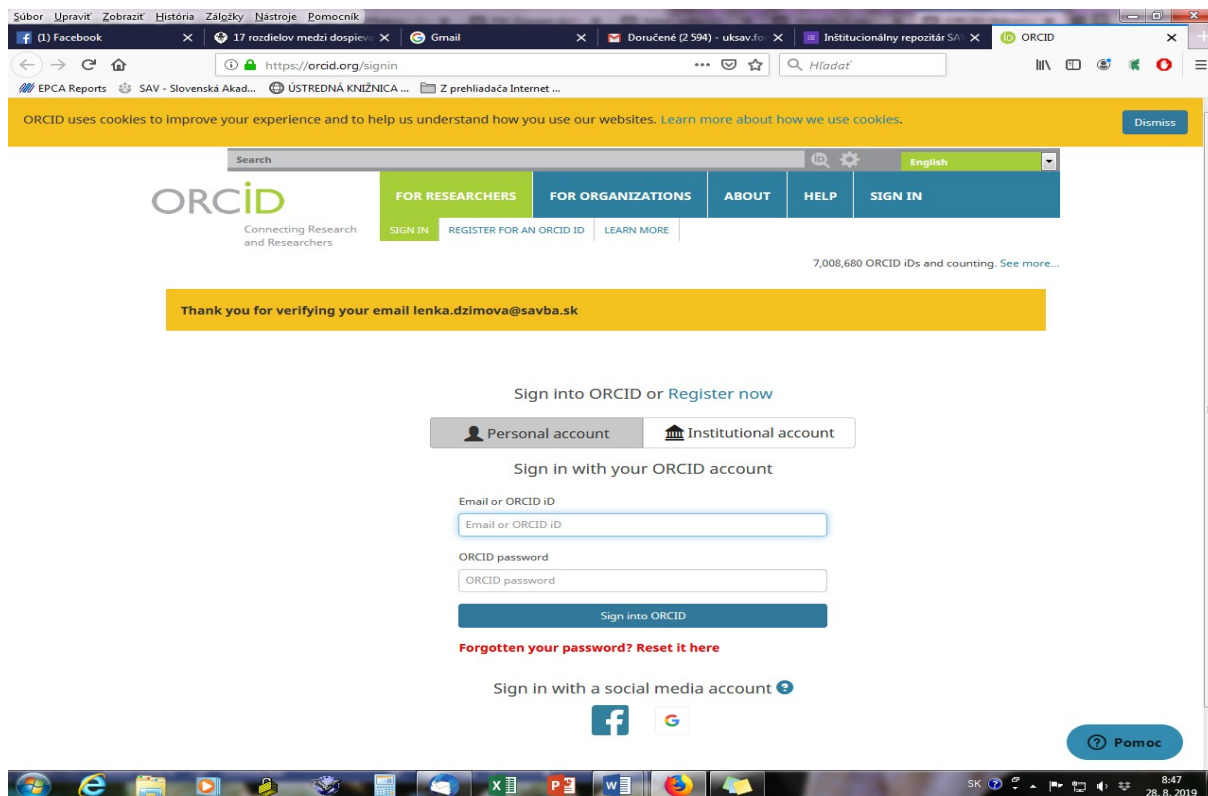 Súbor Upraviť Zobraziť História Záložky Nástroje Pomocník
(1) Facebook 17 rozdielov medzi dospieva Gmail Doručené (2 594) - uksav.for Inštitucionálny repozitár SAV ORCID
https://orcid.org/signin Hľadať
EPCA Reports SAV - Slovenská Akad... ÚSTREDNÁ KNIŽNICA ... Z prehliadača Inter ...
ORCID uses cookies to improve your experience and to help us understand how you use our websites. Learn more about how we use cookies. Dismiss
Search English
ORCID FOR RESEARCHERS FOR ORGANIZATIONS ABOUT HELP SIGN IN
Connecting Research
and Researchers
SIGN IN REGISTER FOR AN ORCID ID LEARN MORE
7,008,680 ORCID iDs and counting. See more...
Thank you for verifying your email lenka.dzimova@savba.sk
Sign into ORCID or Register now
Personal account Institutional account
Sign in with your ORCID account
Email or ORCID iD
Email or ORCID iD
ORCID password
ORCID password
Sign into ORCID
Forgotten your password? Reset it here
Sign in with a social media account
Pomoc
SK 8:47
28. 8. 2019